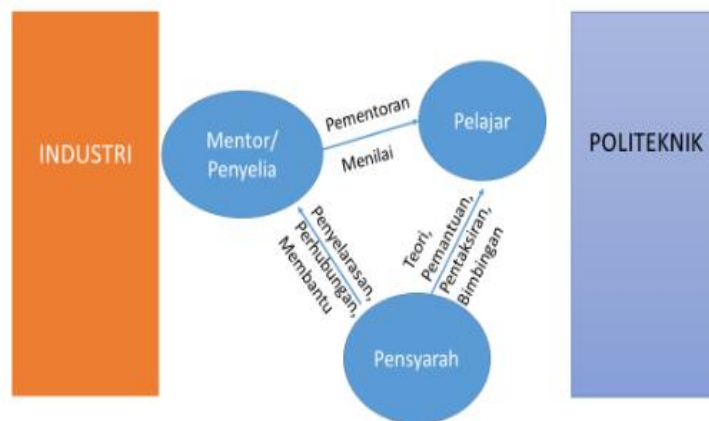 INDUSTRI
Mentor/
Penyelia
Pementoran
Menilai
Pelajar
POLITEKNIK
Penyelarasan,
Perhubungan,
Membantu
Teori,
Pemantuan,
Pentaksiran,
Bimbingan
Pensyarah